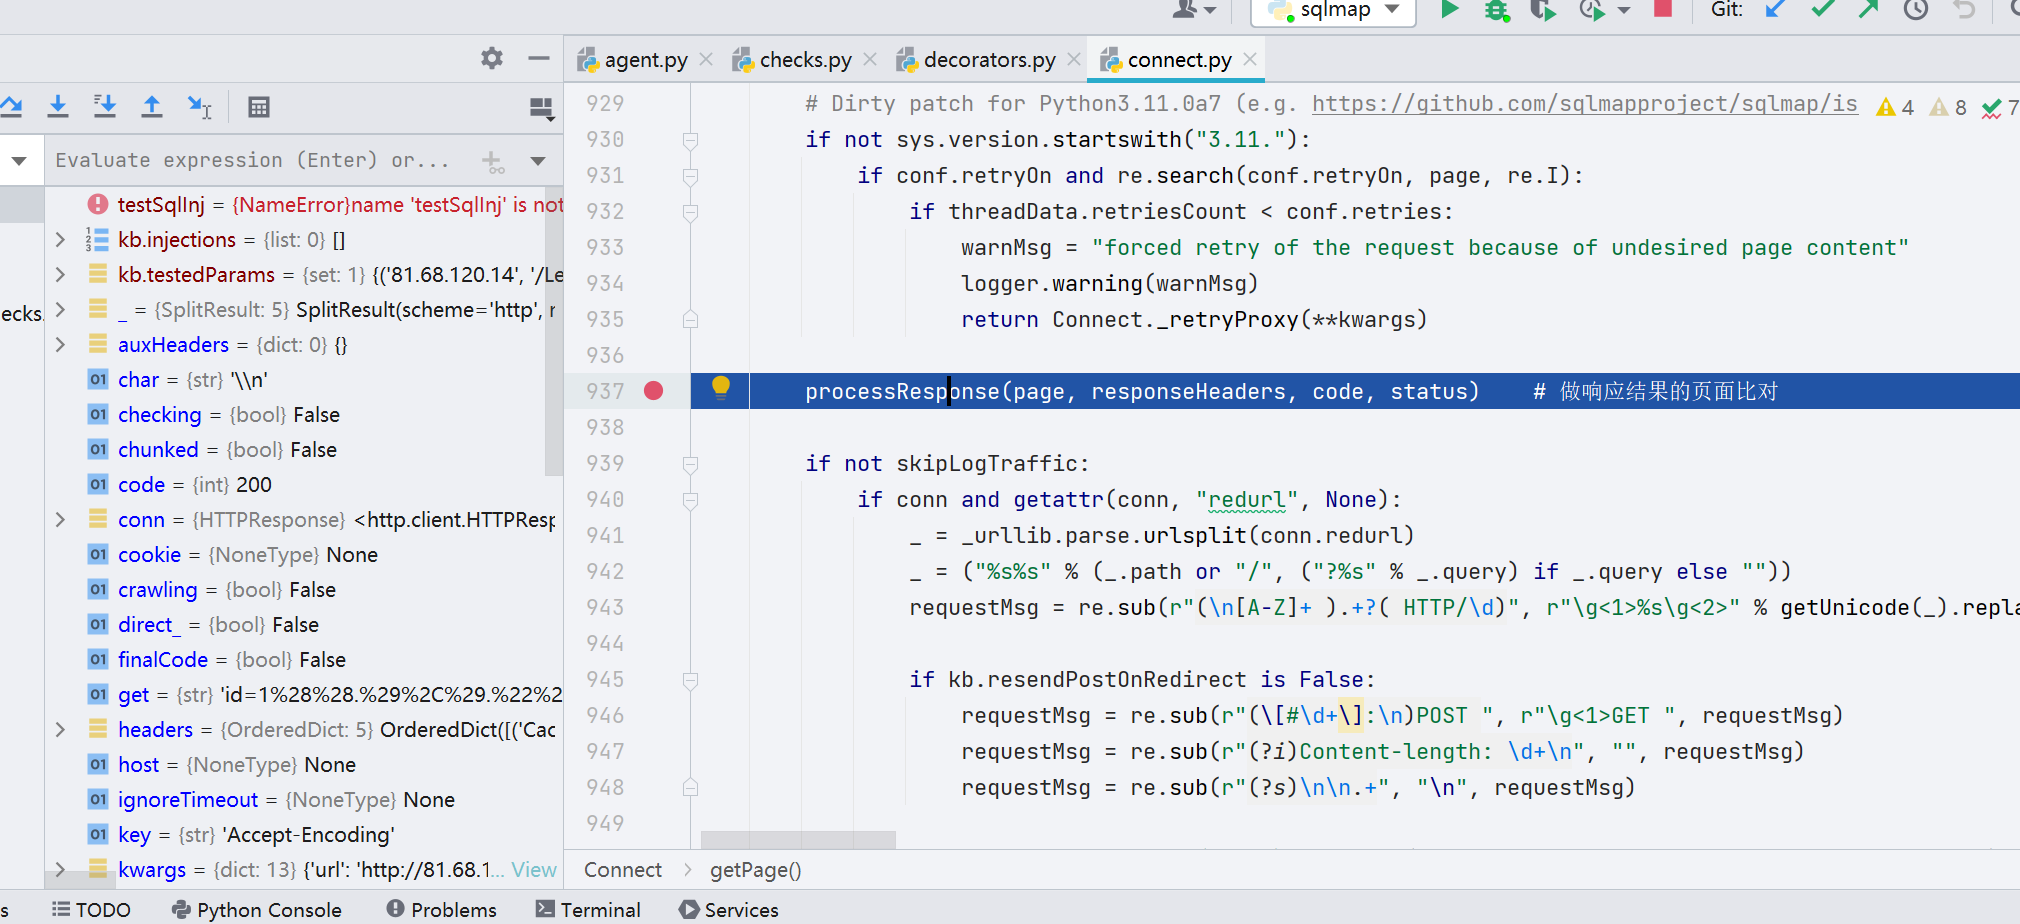 sqlmap
Git:
agent.py
checks.py
decorators.py
connect.py
Evaluate expression (Enter) or...
testSqlInj = {NameError}name 'testSqlInj' is not
kb.injections = {list: 0} []
kb.testedParams = {set: 1} {('81.68.120.14', '/Le
_ = {SplitResult: 5} SplitResult(scheme='http', r
auxHeaders = {dict: 0} {}
char = {str} '\\n'
checking = {bool} False
chunked = {bool} False
code = {int} 200
conn = {HTTPResponse} <http.client.HTTPResp
cookie = {NoneType} None
crawling = {bool} False
direct_ = {bool} False
finalCode = {bool} False
get = {str} 'id=1%28%28.%29%2C%29.%22%2
headers = {OrderedDict: 5} OrderedDict([('Cac
host = {NoneType} None
ignoreTimeout = {NoneType} None
key = {str} 'Accept-Encoding'
kwargs = {dict: 13} {'url': 'http://81.68.1... View
ecks.
929 # Dirty patch for Python3.11.0a7 (e.g. https://github.com/sqlmapproject/sqlmap/is 4 8 7
930 if not sys.version.startswith("3.11."):
931 if conf.retryOn and re.search(conf.retryOn, page, re.I):
932 if threadData.retriesCount < conf.retries:
933 warnMsg = "forced retry of the request because of undesired page content"
934 logger.warning(warnMsg)
935 return Connect._retryProxy(**kwargs)
936
937 processResponse(page, responseHeaders, code, status) # 做响应结果的页面比对
938
939 if not skipLogTraffic:
940 if conn and getattr(conn, "redurl", None):
941 _ = _urllib.parse.urlsplit(conn.redurl)
942 _ = ("%s%s" % (_.path or "/", ("?%s" % _.query) if _.query else ""))
943 requestMsg = re.sub(r"(\n[A-Z]+ ).+?( HTTP/\d)", r"\g<1>%s\g<2>" % getUnicode(_).repla
944
945 if kb.resendPostOnRedirect is False:
946 requestMsg = re.sub(r"(\[#\d+\]:\n)POST ", r"\g<1>GET ", requestMsg)
947 requestMsg = re.sub(r"(?i)Content-length: \d+\n", "", requestMsg)
948 requestMsg = re.sub(r"(?s)\n\n.+", "\n", requestMsg)
949
Connect > getPage()
s TODO Python Console Problems Terminal Services